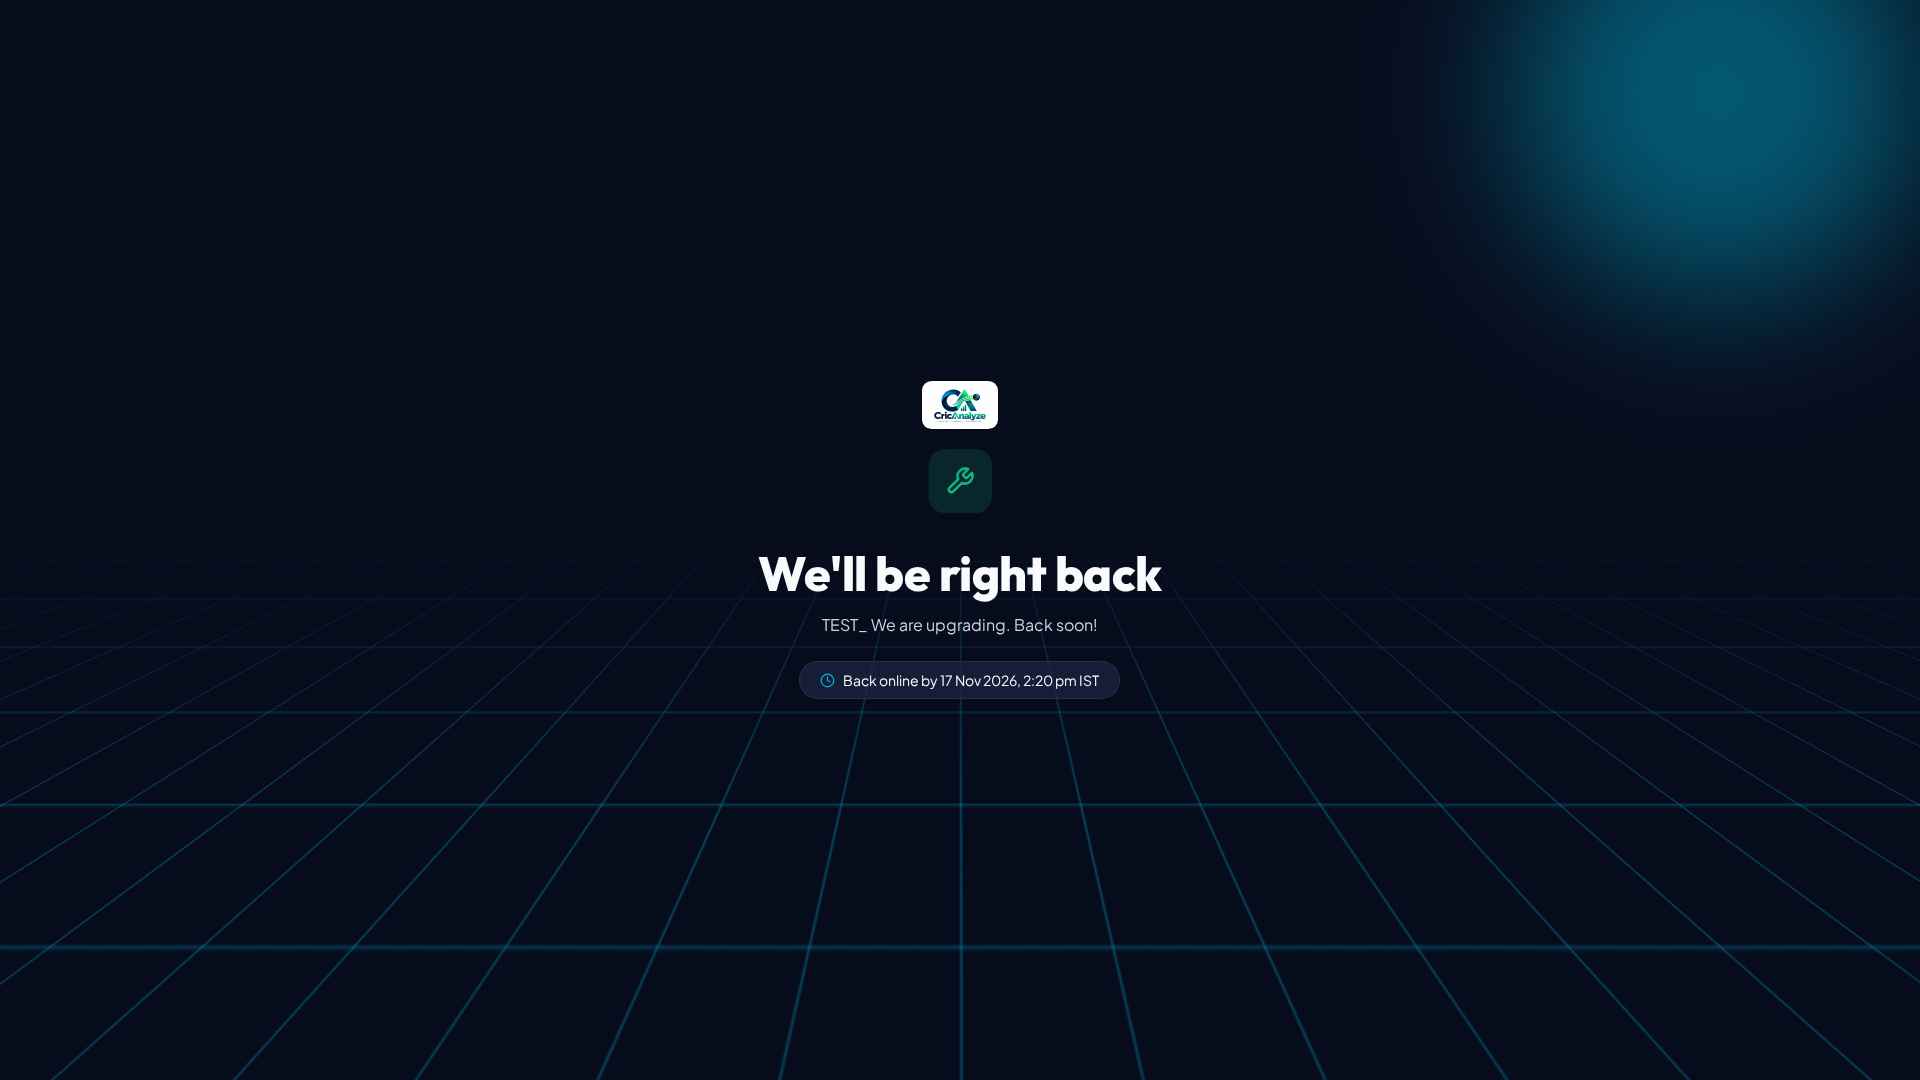 CricAnalyze
We'll be right back
TEST_ We are upgrading. Back soon!
Back online by 17 Nov 2026, 2:20 pm IST